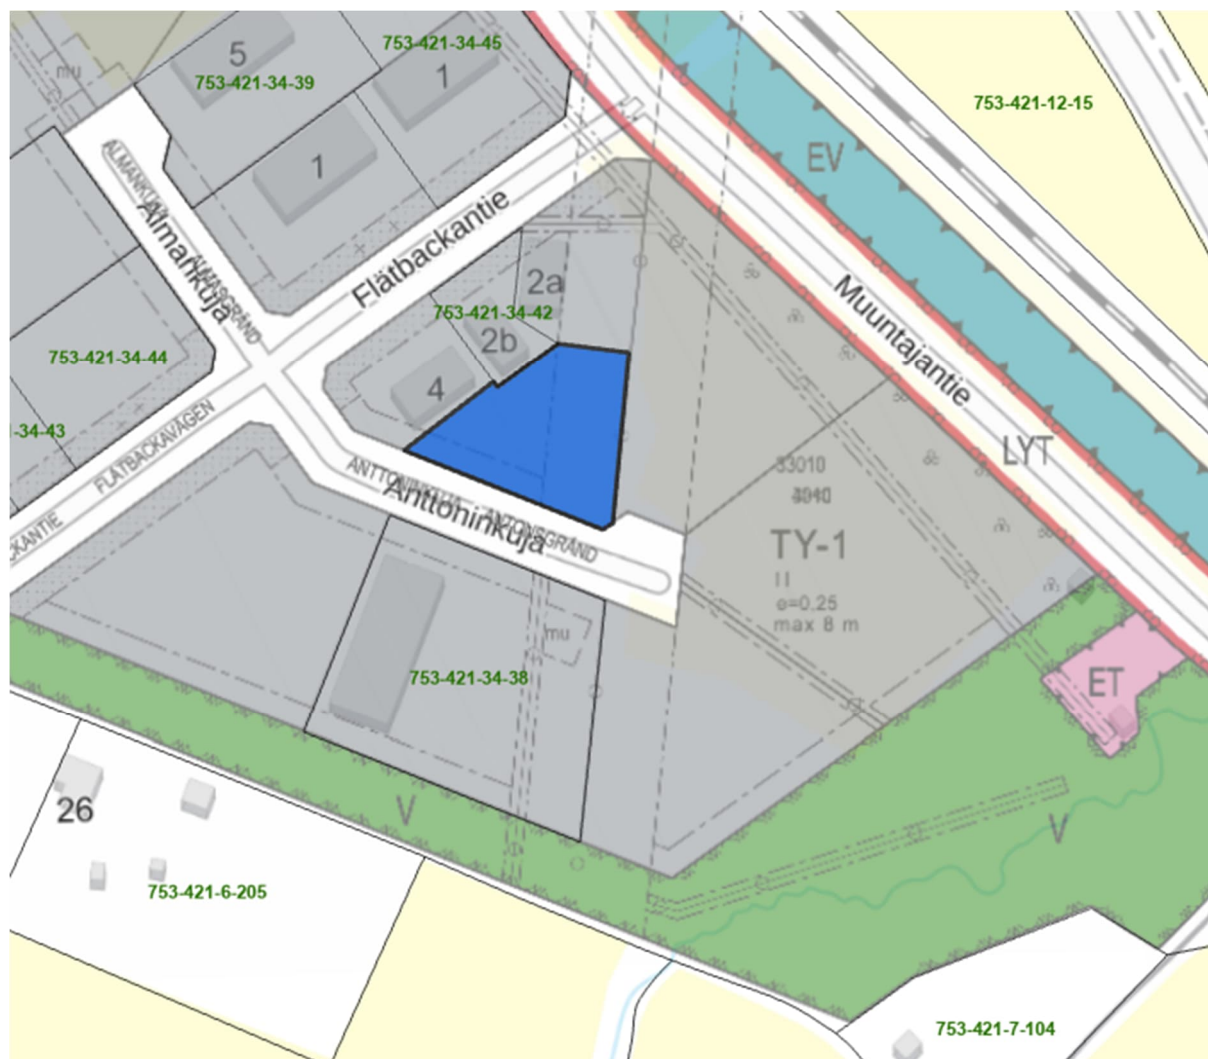 5
753-421-34-45
mu
753-421-34-39
1
753-421-12-15
1
EV
ALMANKUJA
Almankuja
ALMASGRÄND
Flätbackantie
2a
Muuntajantie
753-421-34-42
2b
753-421-34-44
4
FLÄTBACKAVÄGEN
-34-43
LYT
33010
ANTTONINKUJA
Anttoninkuja
ANTONSGRÄND
TY-1
II
e=0.25
max 8 m
CKANTIE
mu
753-421-34-38
ET
26
V
V
753-421-6-205
753-421-7-104